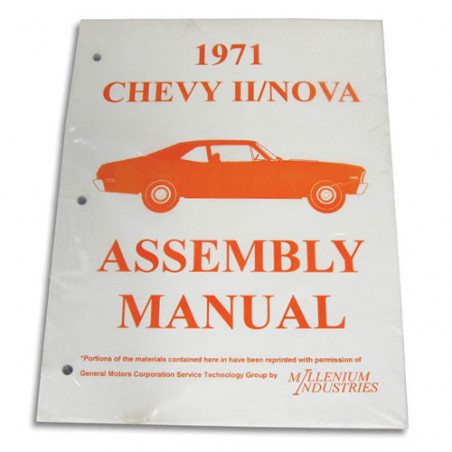 1971
CHEVY II/NOVA
ASSEMBLY
MANUAL
*Portions of the materials contained here in have been reprinted with permission of
General Motors Corporation Service Technology Group by
MILLENIUM
INDUSTRIES